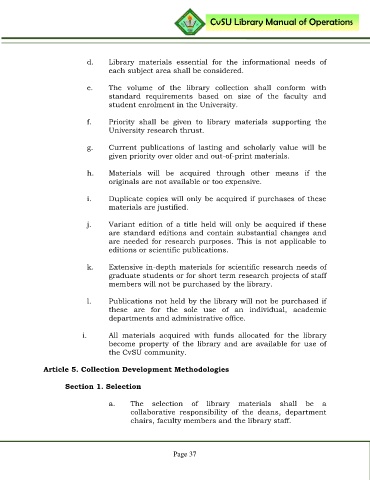 CvSU Library Manual of Operations
d. Library materials essential for the informational needs of
each subject area shall be considered.
e. The volume of the library collection shall conform with
standard requirements based on size of the faculty and
student enrolment in the University.
f. Priority shall be given to library materials supporting the
University research thrust.
g. Current publications of lasting and scholarly value will be
given priority over older and out-of-print materials.
h. Materials will be acquired through other means if the
originals are not available or too expensive.
i. Duplicate copies will only be acquired if purchases of these
materials are justified.
j. Variant edition of a title held will only be acquired if these
are standard editions and contain substantial changes and
are needed for research purposes. This is not applicable to
editions or scientific publications.
k. Extensive in-depth materials for scientific research needs of
graduate students or for short term research projects of staff
members will not be purchased by the library.
l. Publications not held by the library will not be purchased if
these are for the sole use of an individual, academic
departments and administrative office.
i. All materials acquired with funds allocated for the library
become property of the library and are available for use of
the CvSU community.
Article 5. Collection Development Methodologies
Section 1. Selection
a. The selection of library materials shall be a
collaborative responsibility of the deans, department
chairs, faculty members and the library staff.
Page 37